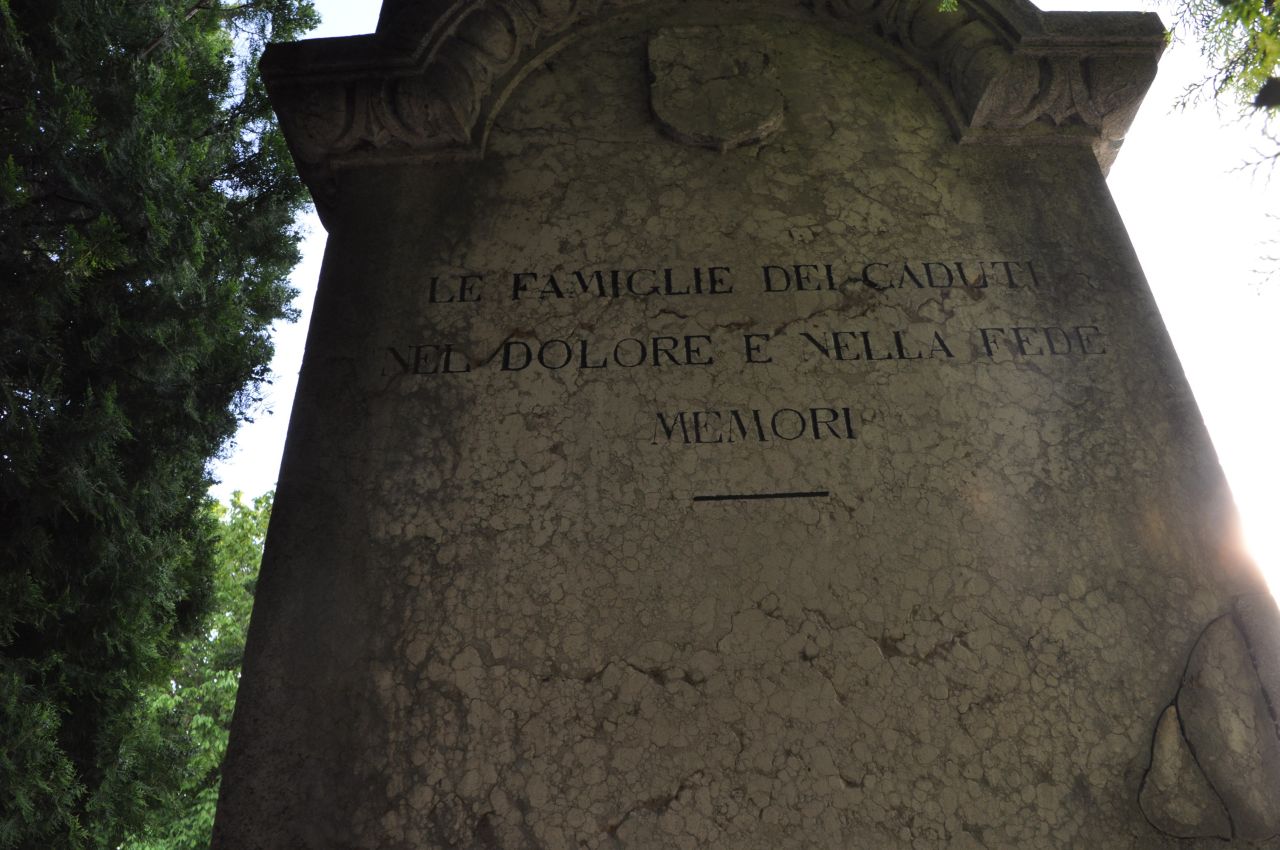 LE FAMIGLIE DEI CADUTI
NEL DOLORE E NELLA FEDE
MEMORI